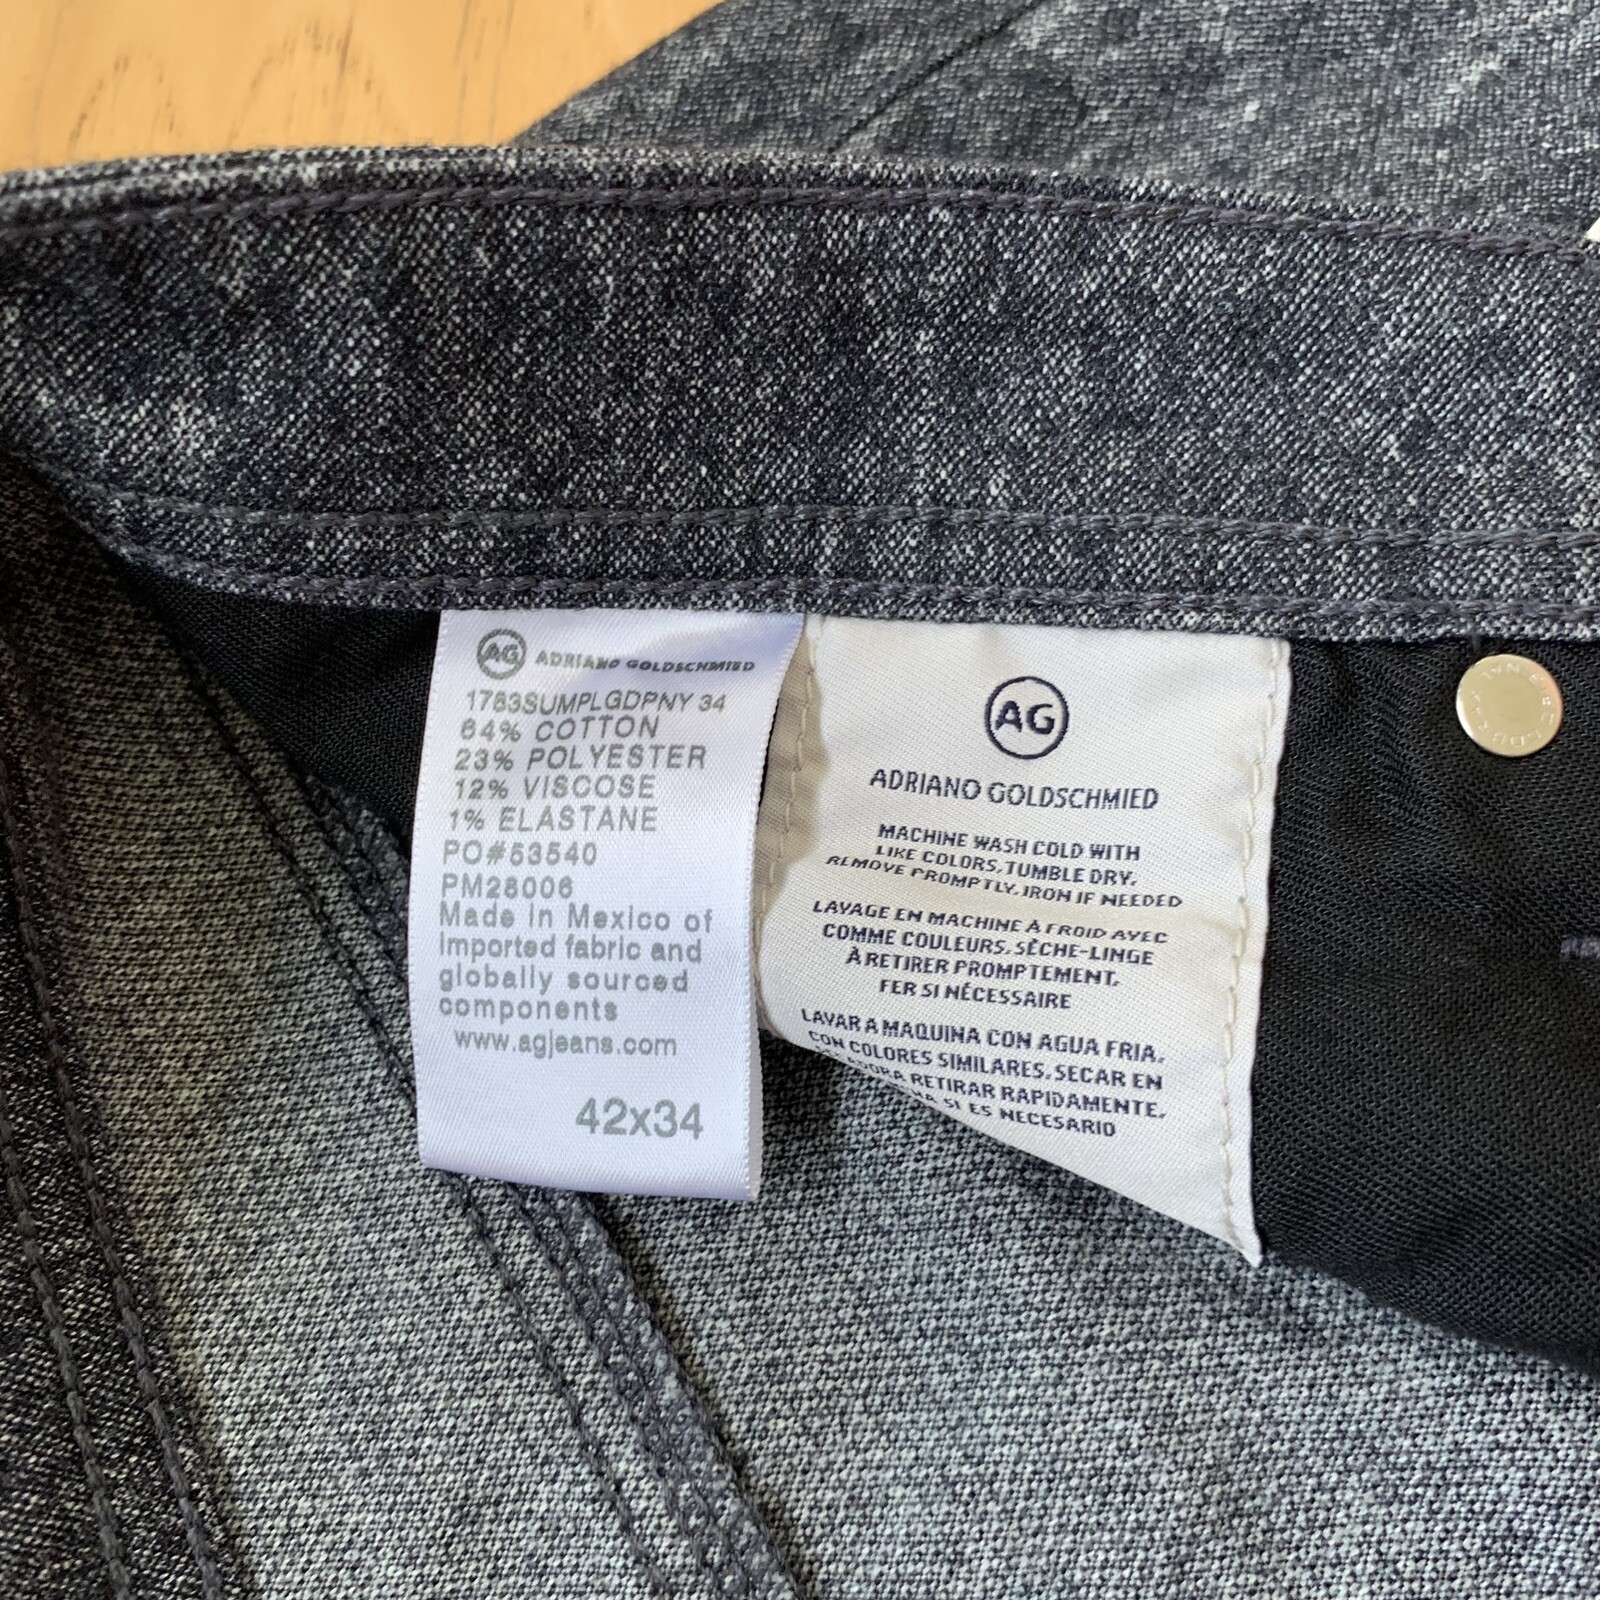 AG ADRIANO GOLDSCHMIED
1783SUMPLGDPNY 34
64% COTTON
23% POLYESTER
12% VISCOSE
1% ELASTANE
PO#53540
PM28006
Made in Mexico of
imported fabric and
globally sourced
components
www.agjeans.com
42x34
AG
ADRIANO GOLDSCHMIED
MACHINE WASH COLD WITH
LIKE COLORS, TUMBLE DRY,
REMOVE PROMPTLY, IRON IF NEEDED
LAVAGE EN MACHINE À FROID AVEC
COMME COULEURS, SÈCHE-LINGE
À RETIRER PROMPTEMENT,
FER SI NÉCESSAIRE
LAVAR A MAQUINA CON AGUA FRIA,
CON COLORES SIMILARES, SECAR EN
RETIRAR RAPIDAMENTE,
SI ES NECESARIO